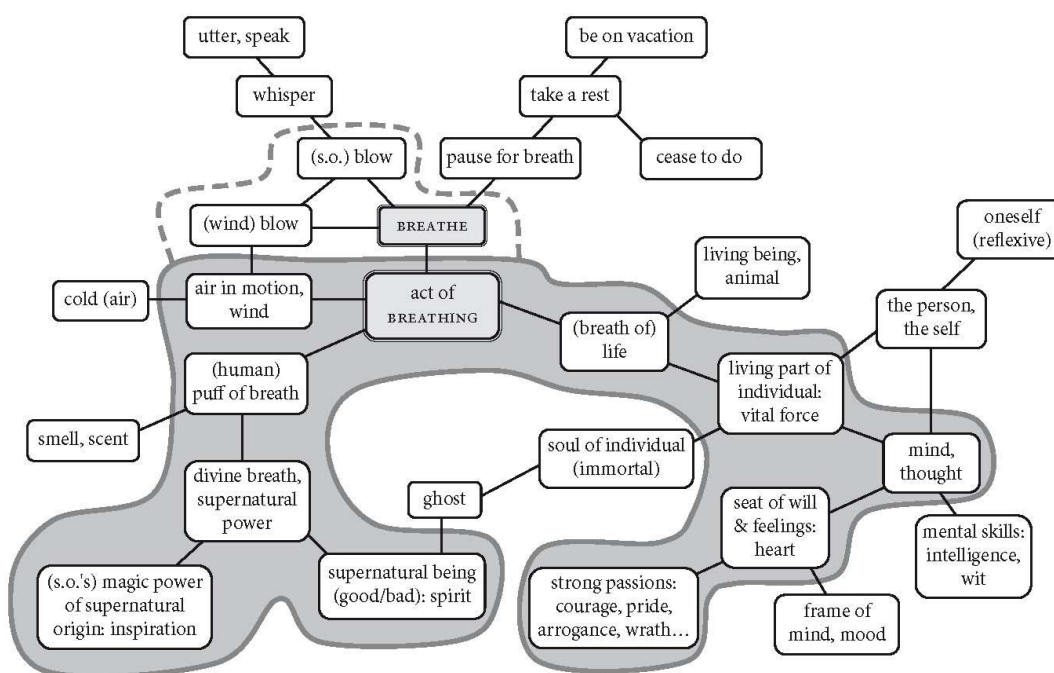 utter, speak
be on vacation
whisper
take a rest
(s.o.) blow
pause for breath
cease to do
(wind) blow
BREATHE
oneself
(reflexive)
living being,
animal
cold (air)
air in motion,
wind
act of
BREATHING
the person,
the self
(breath of)
life
(human)
puff of breath
living part of
individual:
vital force
smell, scent
soul of individual
(immortal)
mind,
thought
divine breath,
supernatural
power
ghost
seat of will
& feelings:
heart
mental skills:
intelligence,
wit
(s.o.'s) magic power
of supernatural
origin: inspiration
supernatural being
(good/bad): spirit
strong passions:
courage, pride,
arrogance, wrath...
frame of
mind, mood